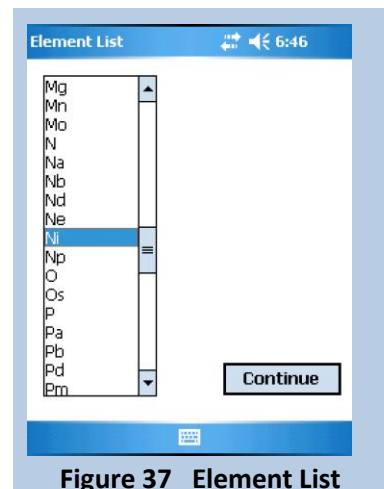 Element List 6:46
Mg
Mn
Mo
N
Na
Nb
Nd
Ne
Ni
Np
O
Os
P
Pa
Pb
Pd
Pm
Continue
Figure 37 Element List